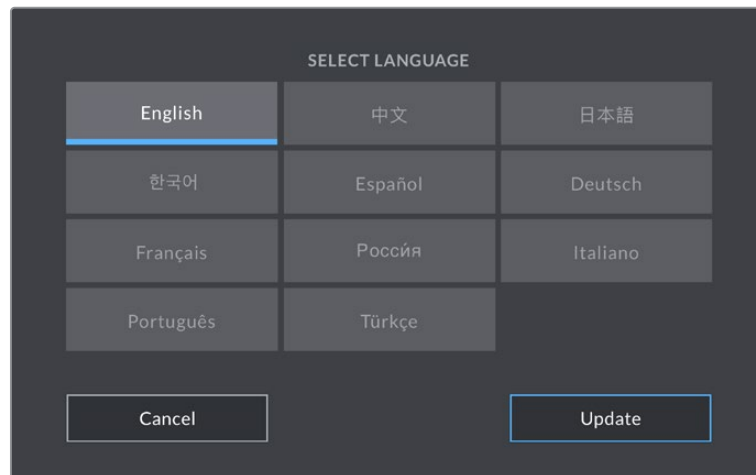 SELECT LANGUAGE
English 中文 日本語
한국어 Español Deutsch
Français Росси́я Italiano
Português Türkçe
Cancel Update